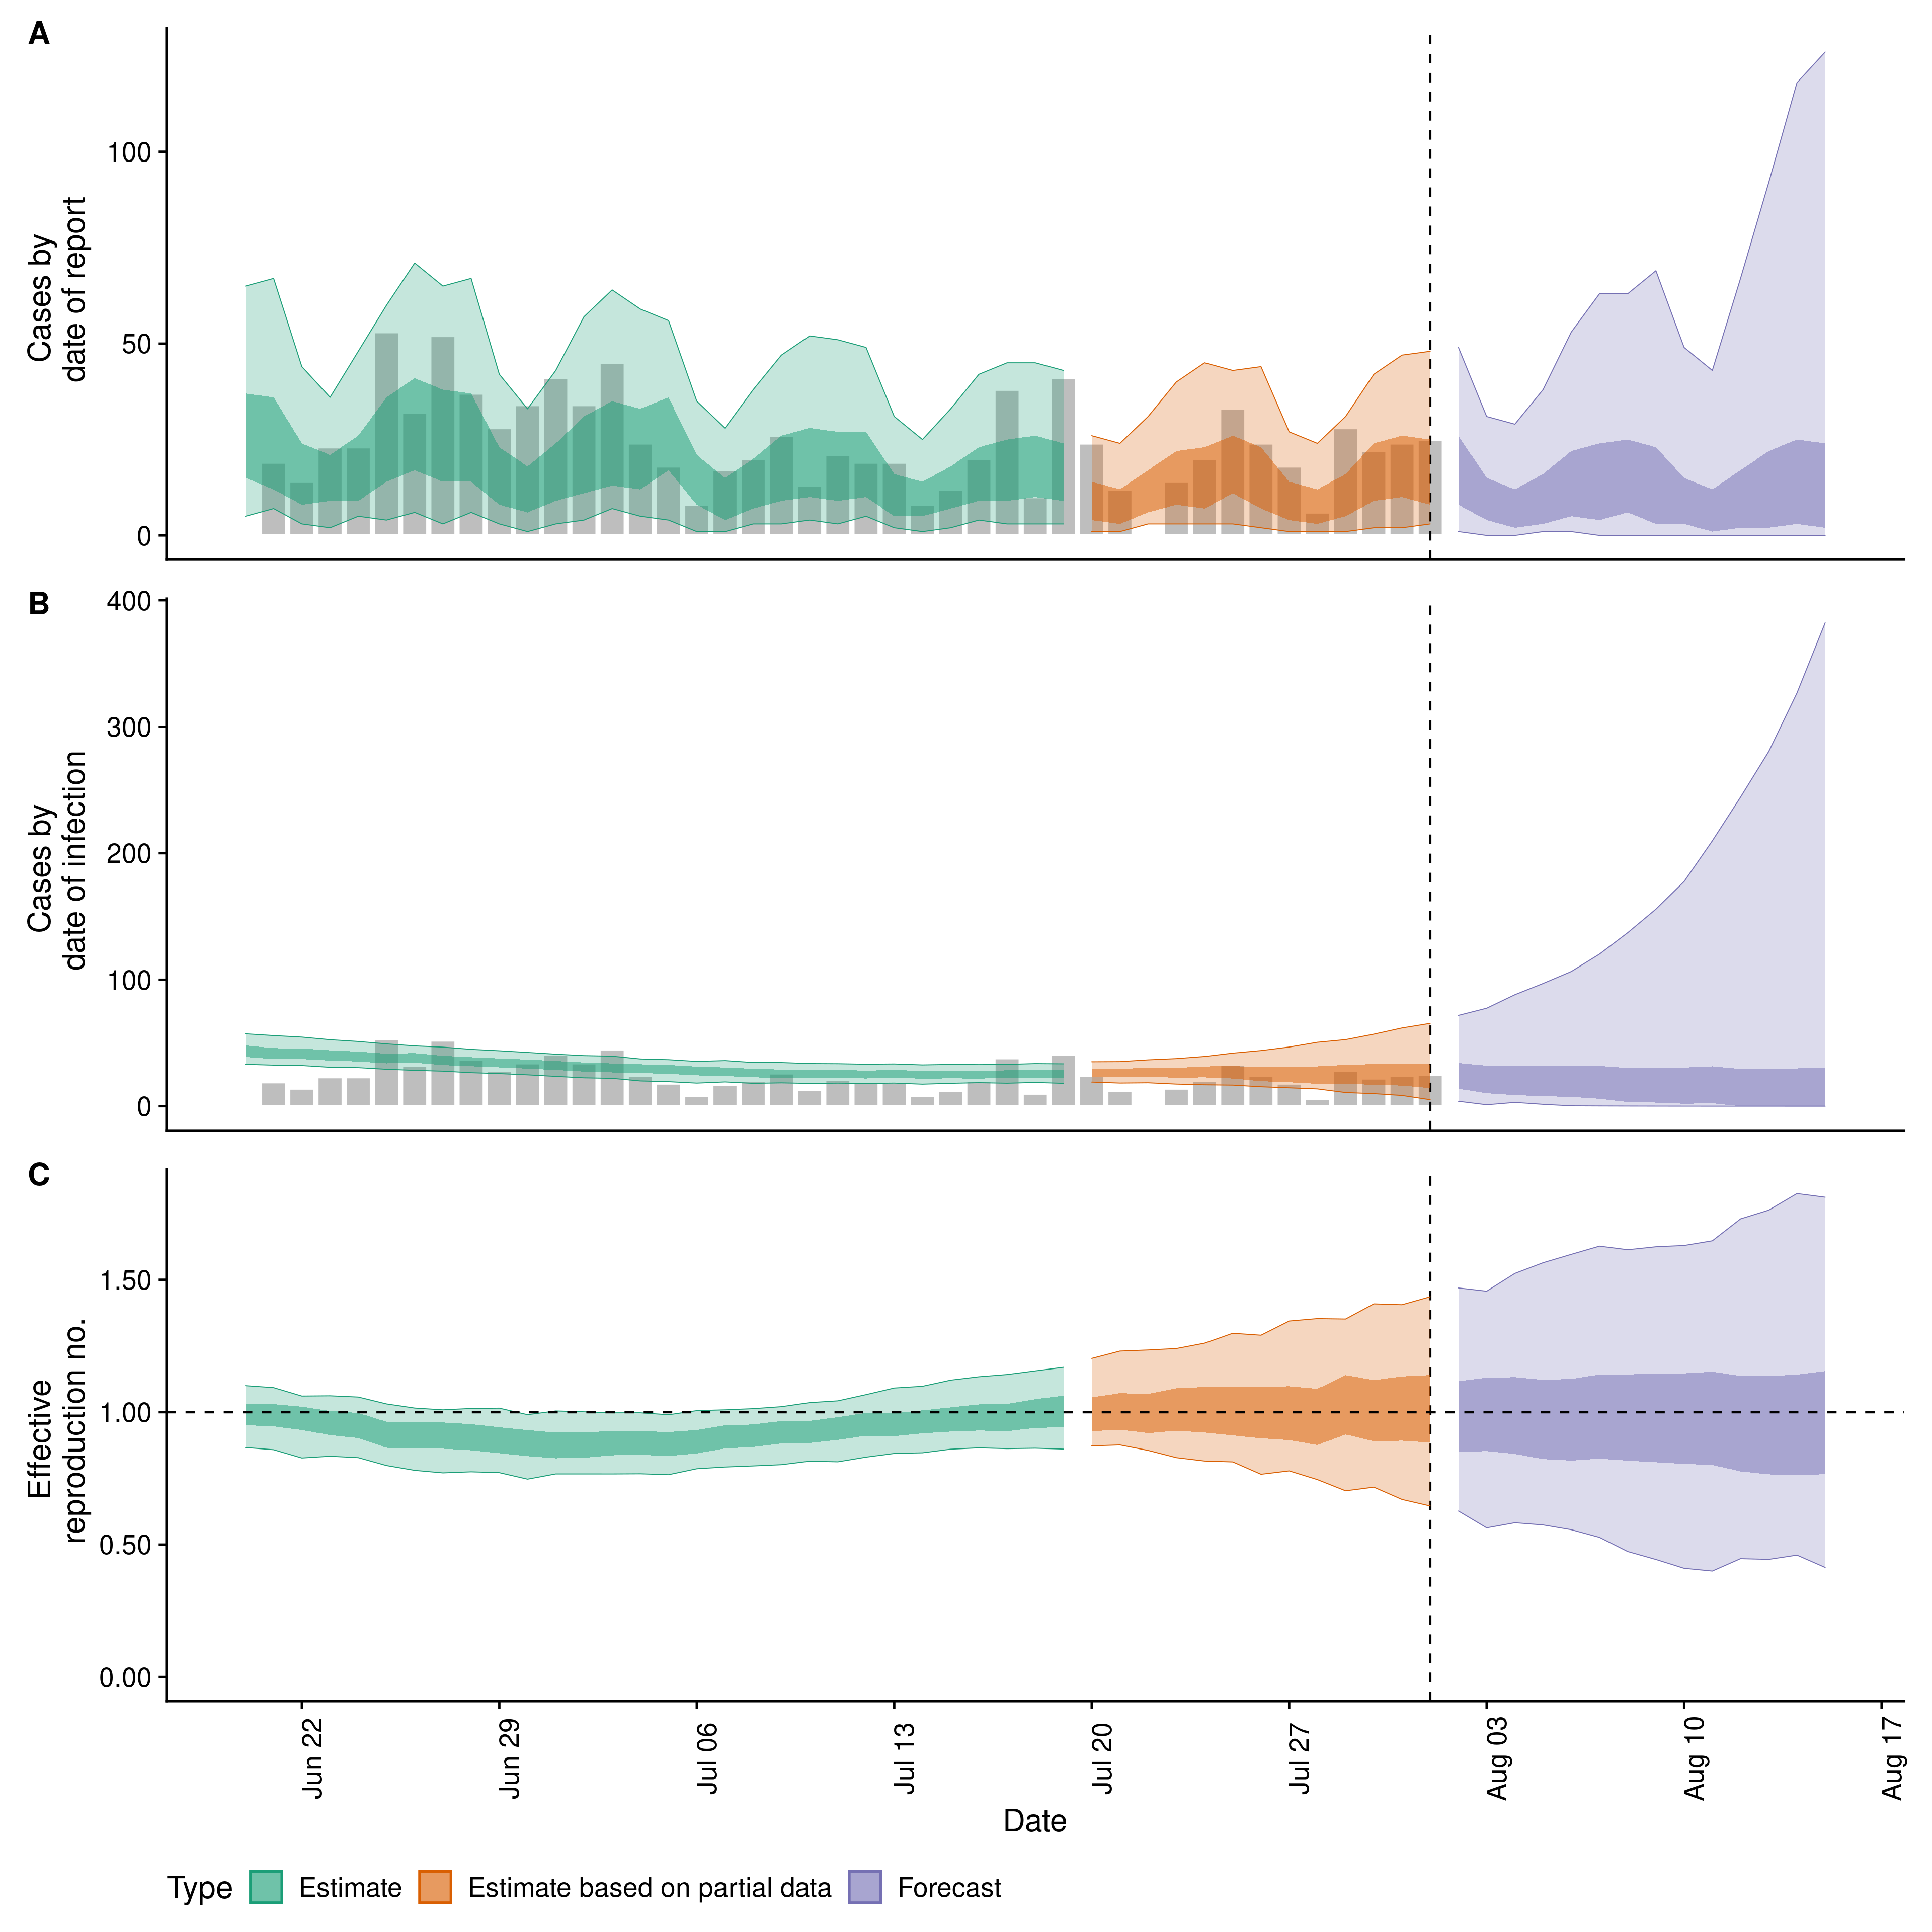 A
Cases by
date of report
100
50
0
B
Cases by
date of infection
400
300
200
100
0
C
Effective
reproduction no.
1.50
1.00
0.50
0.00
Jun 22
Jun 29
Jul 06
Jul 13
Jul 20
Jul 27
Aug 03
Aug 10
Aug 17
Date
Type Estimate Estimate based on partial data Forecast